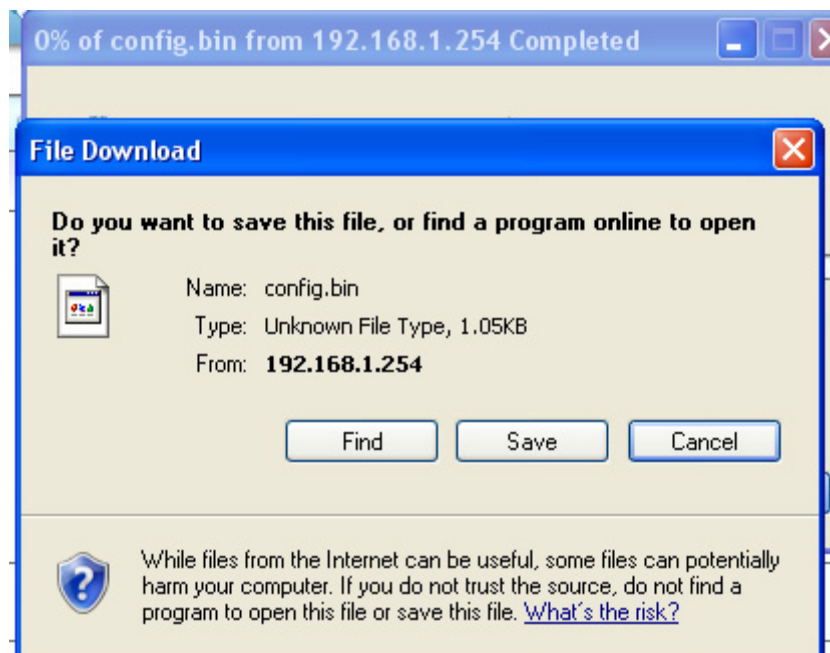 0% of config.bin from 192.168.1.254 Completed
File Download
Do you want to save this file, or find a program online to open
it?
Name: config.bin
Type: Unknown File Type, 1.05KB
From: 192.168.1.254
Find Save Cancel
While files from the Internet can be useful, some files can potentially
harm your computer. If you do not trust the source, do not find a
program to open this file or save this file. What's the risk?